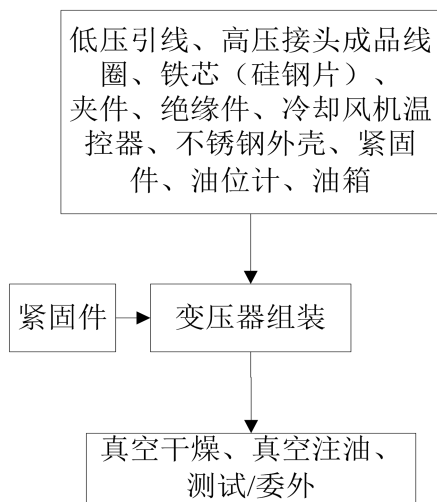 低压引线、高压接头成品线
圈、铁芯（硅钢片）、
夹件、绝缘件、冷却风机温
控器、不锈钢外壳、紧固
件、油位计、油箱
紧固件
变压器组装
真空干燥、真空注油、
测试/委外